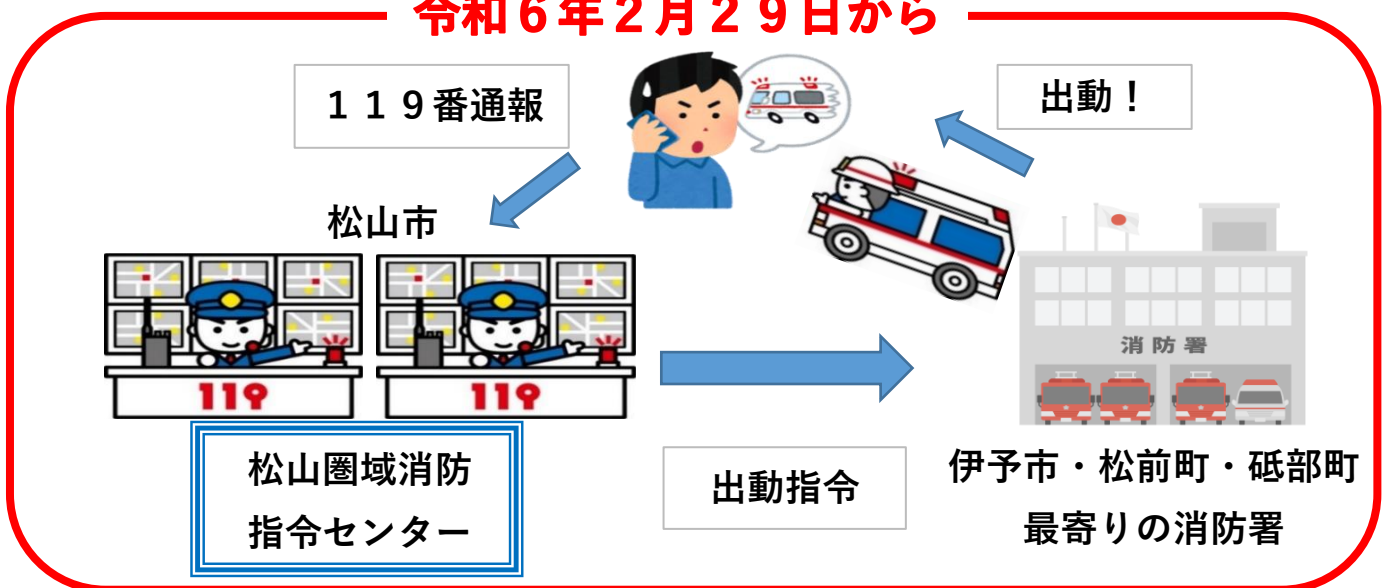 令和６年２月２９日から
１１９番通報
出動！
松山市
119
119
消防署
松山圏域消防
指令センター
出動指令
伊予市・松前町・砥部町
最寄りの消防署